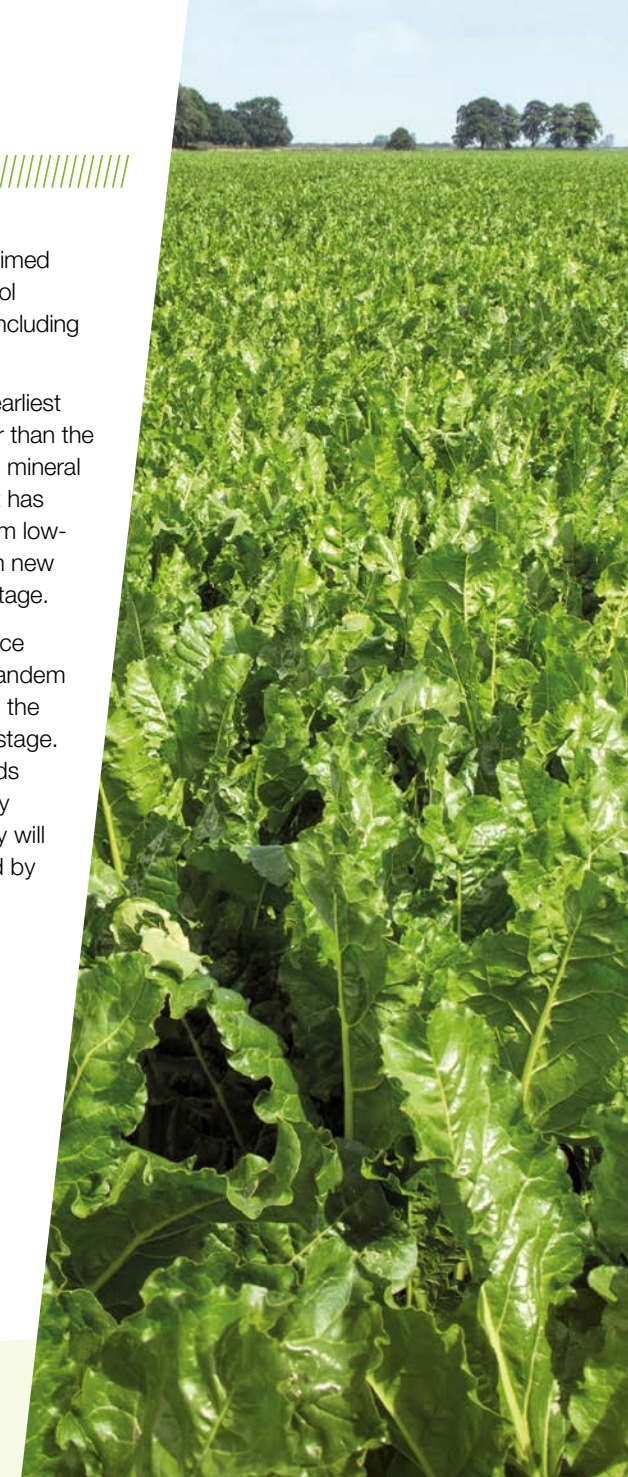 imed
ol
ncluding
earliest
r than the
mineral
has
m low-
n new
tage.
ce
andem
the
stage.
ds
y
y will
d by